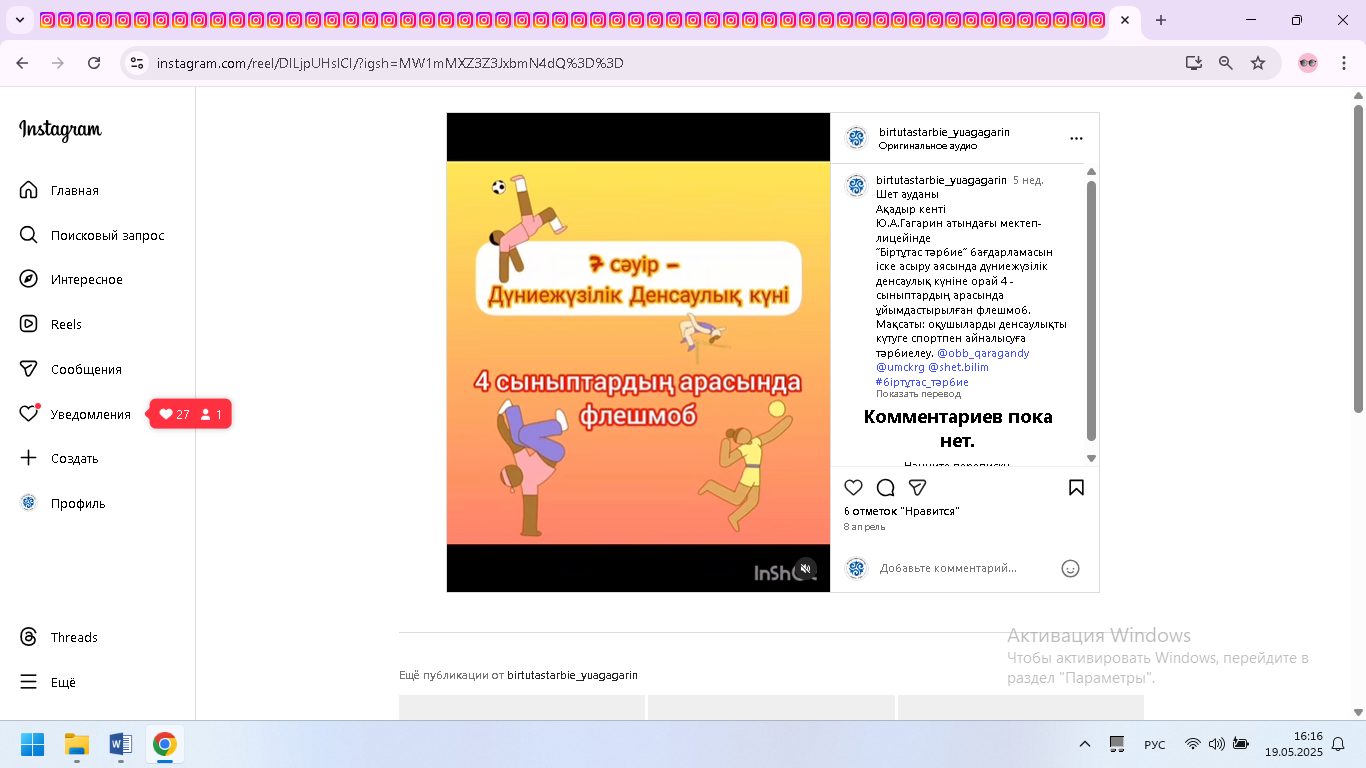 instagram.com/reel/DILjpUHsICI/?igsh=MW1mMXZ3Z3JxbmN4dQ%3D%3D
Instagram
Главная
Поисковый запрос
Интересное
Reels
Сообщения
Уведомления
27 1
Создать
Профиль
Threads
Ещё
7 сәуір –
Дүниежүзілік Денсаулық күні
4 сыныптардың арасында
флешмоб
birtutastarbie_yuagagarin
Оригинальное аудио
birtutastarbie_yuagagarin 5 нед.
Шет ауданы
Ақадыр кенті
Ю.А.Гагарин атындағы мектеп-
лицейінде
"Біртұтас тәрбие" бағдарламасын
іске асыру аясында дүниежүзілік
денсаулық күніне орай 4 -
сыныптардың арасында
ұйымдастырылған флешмоб.
Мақсаты: оқушыларды денсаулықты
күтуге спортпен айналысуға
тәрбиелеу. @obb_qaragandy
@umckrg @shet.bilim
#біртұтас_тәрбие
Показать перевод
Комментариев пока
нет.
Начните переписку
6 отметок "Нравится"
8 апрель
Добавьте комментарий...
Ещё публикации от birtutastarbie_yuagagarin
Активация Windows
Чтобы активировать Windows, перейдите в
раздел "Параметры".
РУС
16:16
19.05.2025